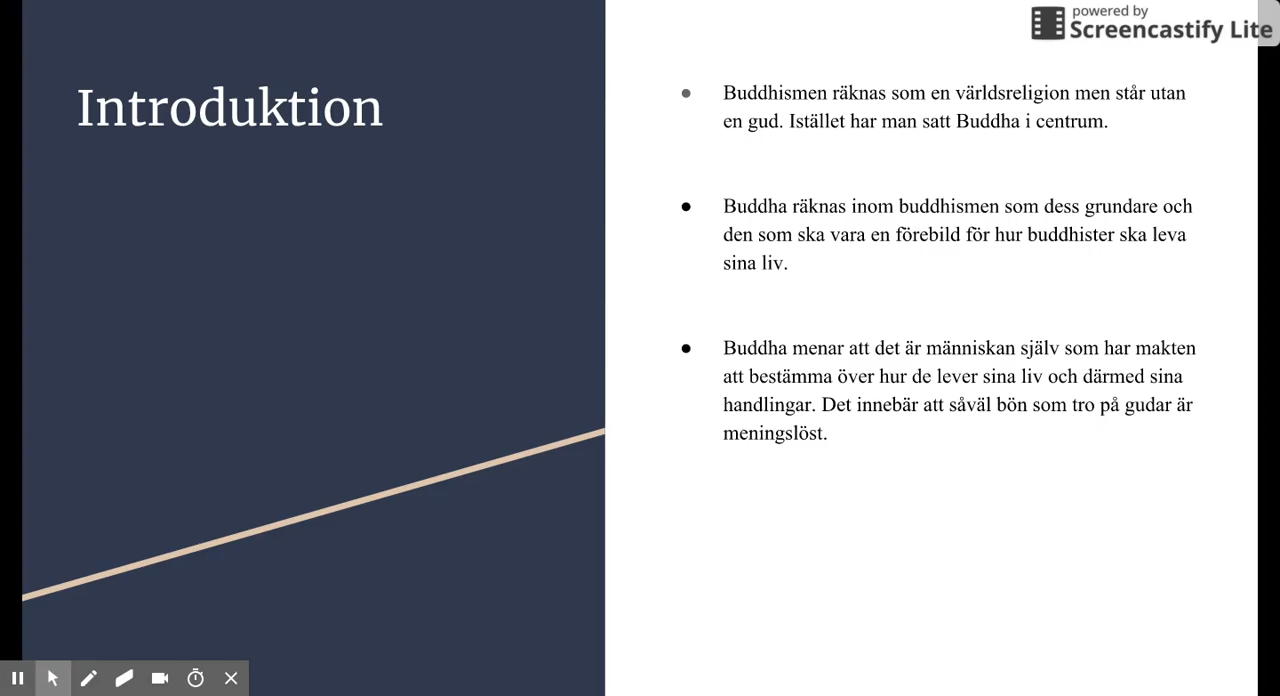 powered by
Screencastify Lite
Introduktion
Buddhismen räknas som en världsreligion men står utan
en gud. Istället har man satt Buddha i centrum.
Buddha räknas inom buddhismen som dess grundare och
den som ska vara en förebild för hur buddhister ska leva
sina liv.
Buddha menar att det är människan själv som har makten
att bestämma över hur de lever sina liv och därmed sina
handlingar. Det innebär att såväl bön som tro på gudar är
meningslöst.